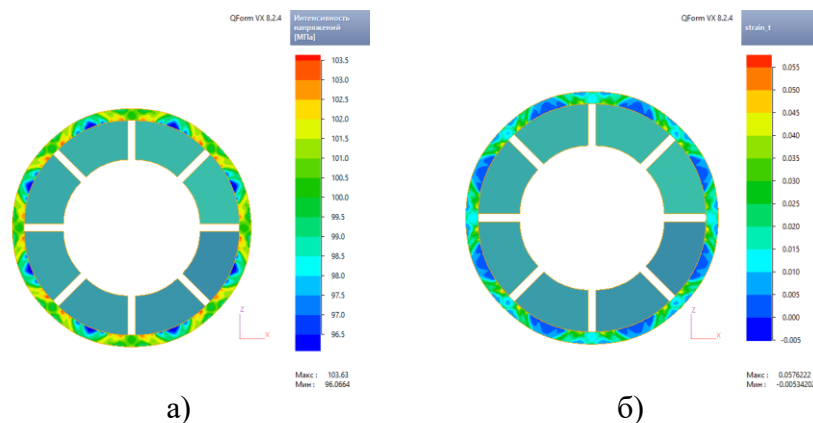 QForm VX 8.2.4
Интенсивность
напряжений
[МПа]
103.5
103.0
102.5
102.0
101.5
101.0
100.5
100.0
99.5
99.0
98.5
98.0
97.5
97.0
96.5
Z
X
Макс : 103.63
Мин : 96.0664
а)
QForm VX 8.2.4
strain_t
0.055
0.050
0.045
0.040
0.035
0.030
0.025
0.020
0.015
0.010
0.005
0.000
-0.005
Z
X
Макс : 0.0576222
Мин : -0.00534202
б)